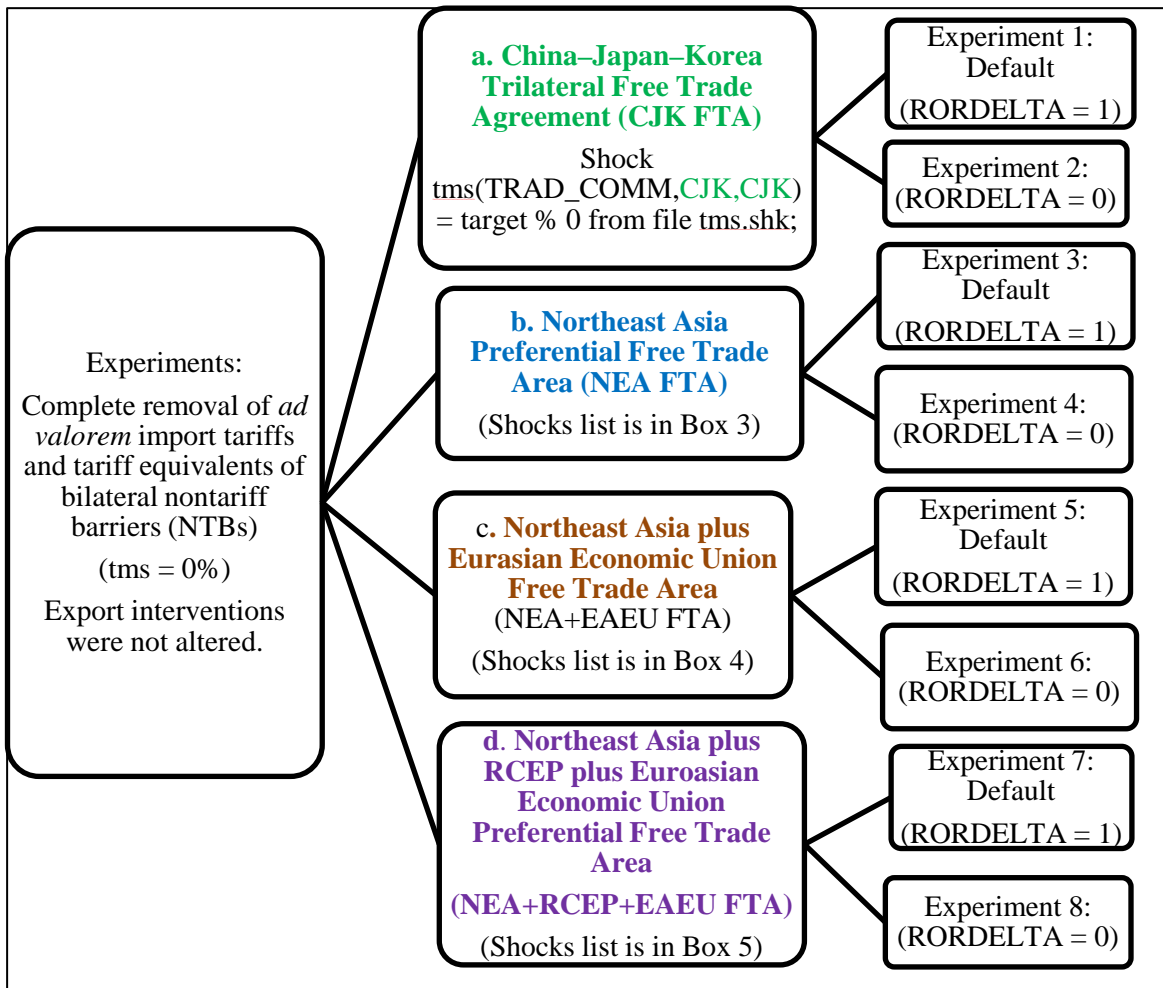 Experiments:
Complete removal of ad
valorem import tariffs
and tariff equivalents of
bilateral nontariff
barriers (NTBs)
(tms = 0%)
Export interventions
were not altered.
a. China–Japan–Korea
Trilateral Free Trade
Agreement (CJK FTA)
Shock
tms(TRAD_COMM,CJK,CJK)
= target % 0 from file tms.shk;
Experiment 1:
Default
(RORDELTA = 1)
Experiment 2:
(RORDELTA = 0)
b. Northeast Asia
Preferential Free Trade
Area (NEA FTA)
(Shocks list is in Box 3)
Experiment 3:
Default
(RORDELTA = 1)
Experiment 4:
(RORDELTA = 0)
c. Northeast Asia plus
Eurasian Economic Union
Free Trade Area
(NEA+EAEU FTA)
(Shocks list is in Box 4)
Experiment 5:
Default
(RORDELTA = 1)
Experiment 6:
(RORDELTA = 0)
d. Northeast Asia plus
RCEP plus Euroasian
Economic Union
Preferential Free Trade
Area
(NEA+RCEP+EAEU FTA)
(Shocks list is in Box 5)
Experiment 7:
Default
(RORDELTA = 1)
Experiment 8:
(RORDELTA = 0)